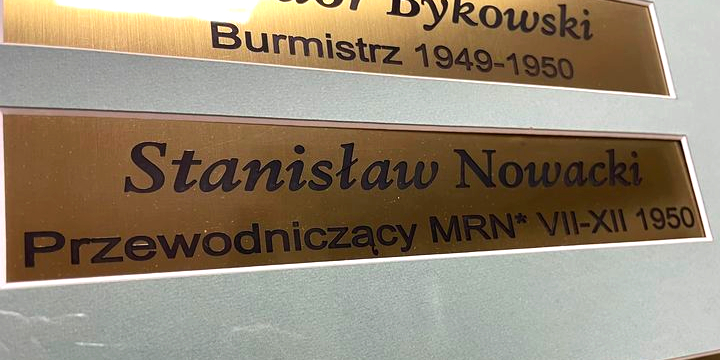 Bykowski
Burmistrz 1949-1950
Stanisław Nowacki
Przewodniczący MRN* VII-XII 1950